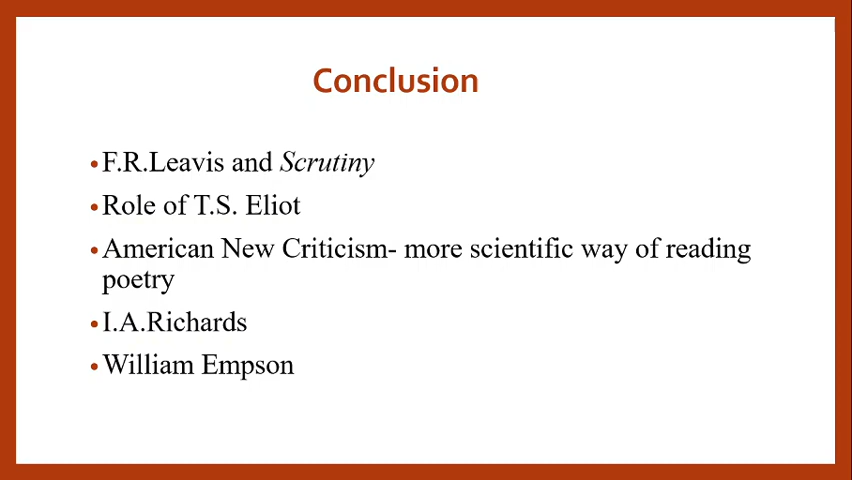 Conclusion
•F.R.Leavis and Scrutiny
•Role of T.S. Eliot
•American New Criticism- more scientific way of reading
poetry
•I.A.Richards
•William Empson